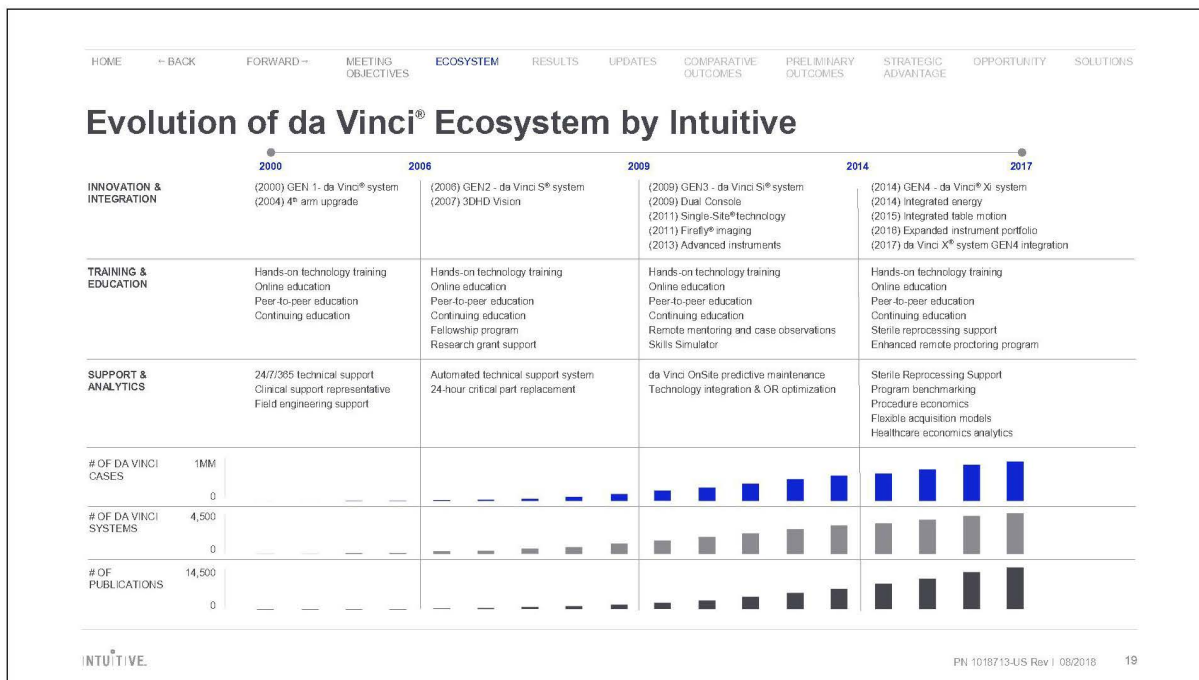 HOME ←BACK FORWARD→ MEETING OBJECTIVES ECOSYSTEM RESULTS UPDATES COMPARATIVE OUTCOMES PRELIMINARY OUTCOMES STRATEGIC ADVANTAGE OPPORTUNITY SOLUTIONS
Evolution of da Vinci® Ecosystem by Intuitive
2000 2006 2009 2014 2017
INNOVATION &
INTEGRATION
(2000) GEN 1- da Vinci® system
(2004) 4th arm upgrade
(2006) GEN2 - da Vinci S® system
(2007) 3DHD Vision
(2009) GEN3 - da Vinci Si® system
(2009) Dual Console
(2011) Single-Site® technology
(2011) Firefly® imaging
(2013) Advanced instruments
(2014) GEN4 - da Vinci® Xi system
(2014) Integrated energy
(2015) Integrated table motion
(2016) Expanded instrument portfolio
(2017) da Vinci X® system GEN4 integration
TRAINING &
EDUCATION
Hands-on technology training
Online education
Peer-to-peer education
Continuing education
Hands-on technology training
Online education
Peer-to-peer education
Continuing education
Fellowship program
Research grant support
Hands-on technology training
Online education
Peer-to-peer education
Continuing education
Remote mentoring and case observations
Skills Simulator
Hands-on technology training
Online education
Peer-to-peer education
Continuing education
Sterile reprocessing support
Enhanced remote proctoring program
SUPPORT &
ANALYTICS
24/7/365 technical support
Clinical support representative
Field engineering support
Automated technical support system
24-hour critical part replacement
da Vinci OnSite predictive maintenance
Technology integration & OR optimization
Sterile Reprocessing Support
Program benchmarking
Procedure economics
Flexible acquisition models
Healthcare economics analytics
# OF DA VINCI
CASES
1MM
0
# OF DA VINCI
SYSTEMS
4,500
0
# OF
PUBLICATIONS
14,500
0
INTUITIVE.
PN 1018713-US Rev I 08/2018 19